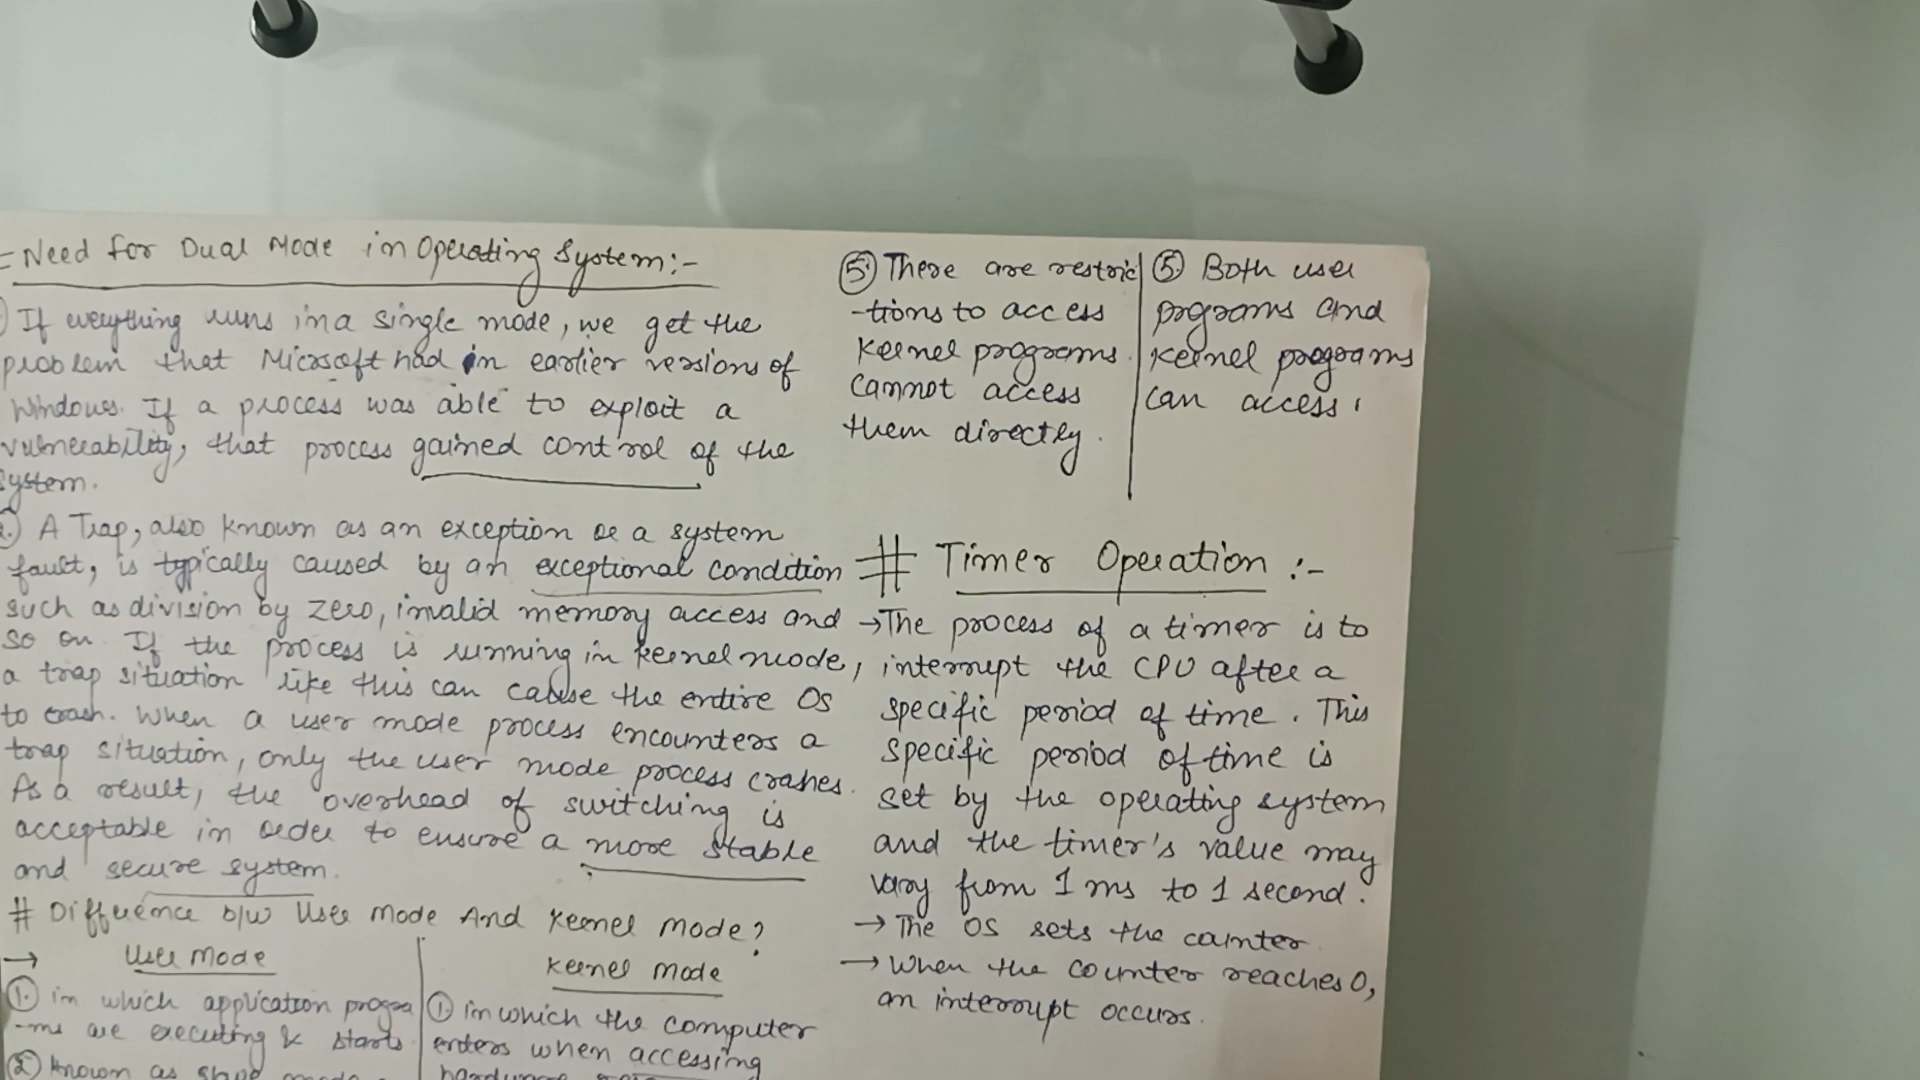 = Need for Dual Mode in Operating System:-
If everything runs in a single mode, we get the
problem that Microsoft had in earlier versions of
Windows. If a process was able to exploit a
vulnerability, that process gained control of the
System.
2.) A Trap, also known as an exception or a system
fault, is typically caused by an exceptional condition
such as division by zero, invalid memory access and
so on. If the process is running in kernel mode,
a trap situation like this can cause the entire OS
to crash. When a user mode process encounters a
trap situation, only the user mode process crashes.
As a result, the overhead of switching is
acceptable in order to ensure a more stable
and secure system.
# Difference b/w User Mode And Kernel mode?
→ User Mode
① in which application progra
-ms are executing & starts
② known as slave mode
Kernel mode
① in which the computer
enters when accessing
hardware
⑤ There are restric
-tions to access
Kernel programs.
Cannot access
them directly.
⑤ Both user
programs and
kernel programs
can access.
# Timer Operation :-
→ The process of a timer is to
interrupt the CPU after a
specific period of time. This
specific period of time is
set by the operating system
and the timer's value may
vary from 1 ms to 1 second.
→ The OS sets the counter
→ When the counter reaches 0,
an interrupt occurs.